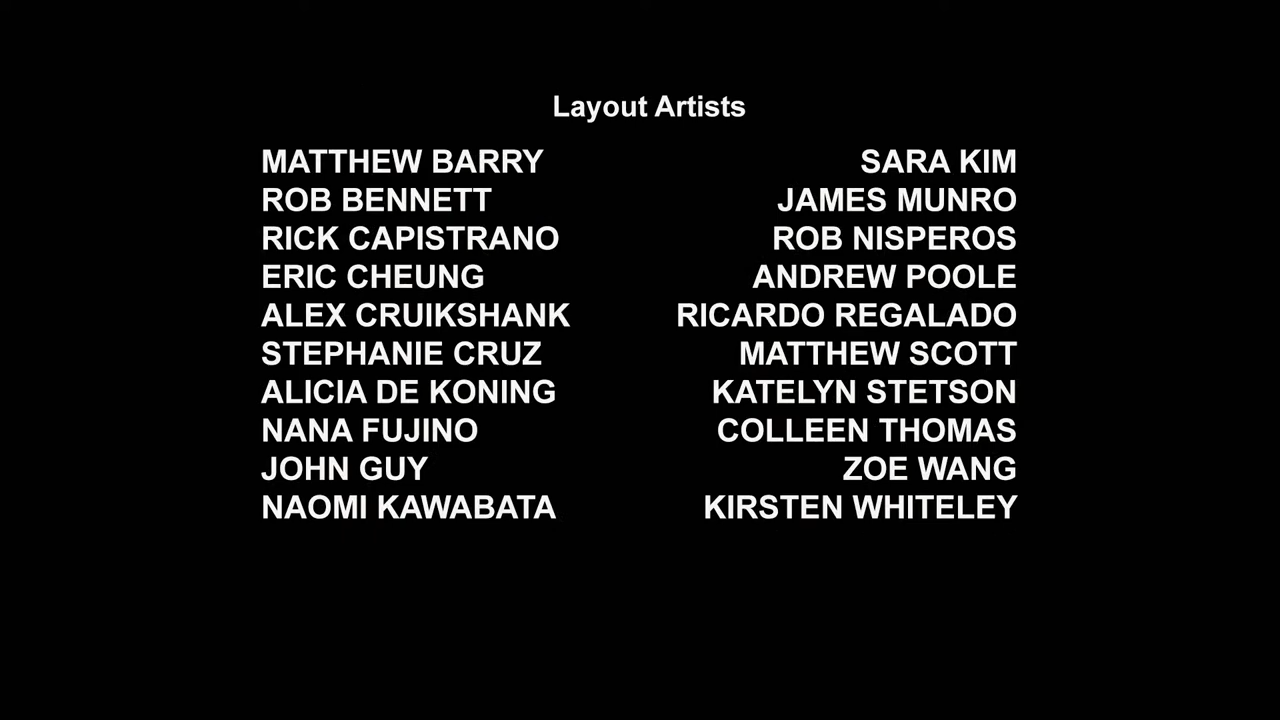 Layout Artists
MATTHEW BARRY SARA KIM
ROB BENNETT JAMES MUNRO
RICK CAPISTRANO ROB NISPEROS
ERIC CHEUNG ANDREW POOLE
ALEX CRUIKSHANK RICARDO REGALADO
STEPHANIE CRUZ MATTHEW SCOTT
ALICIA DE KONING KATELYN STETSON
NANA FUJINO COLLEEN THOMAS
JOHN GUY ZOE WANG
NAOMI KAWABATA KIRSTEN WHITELEY